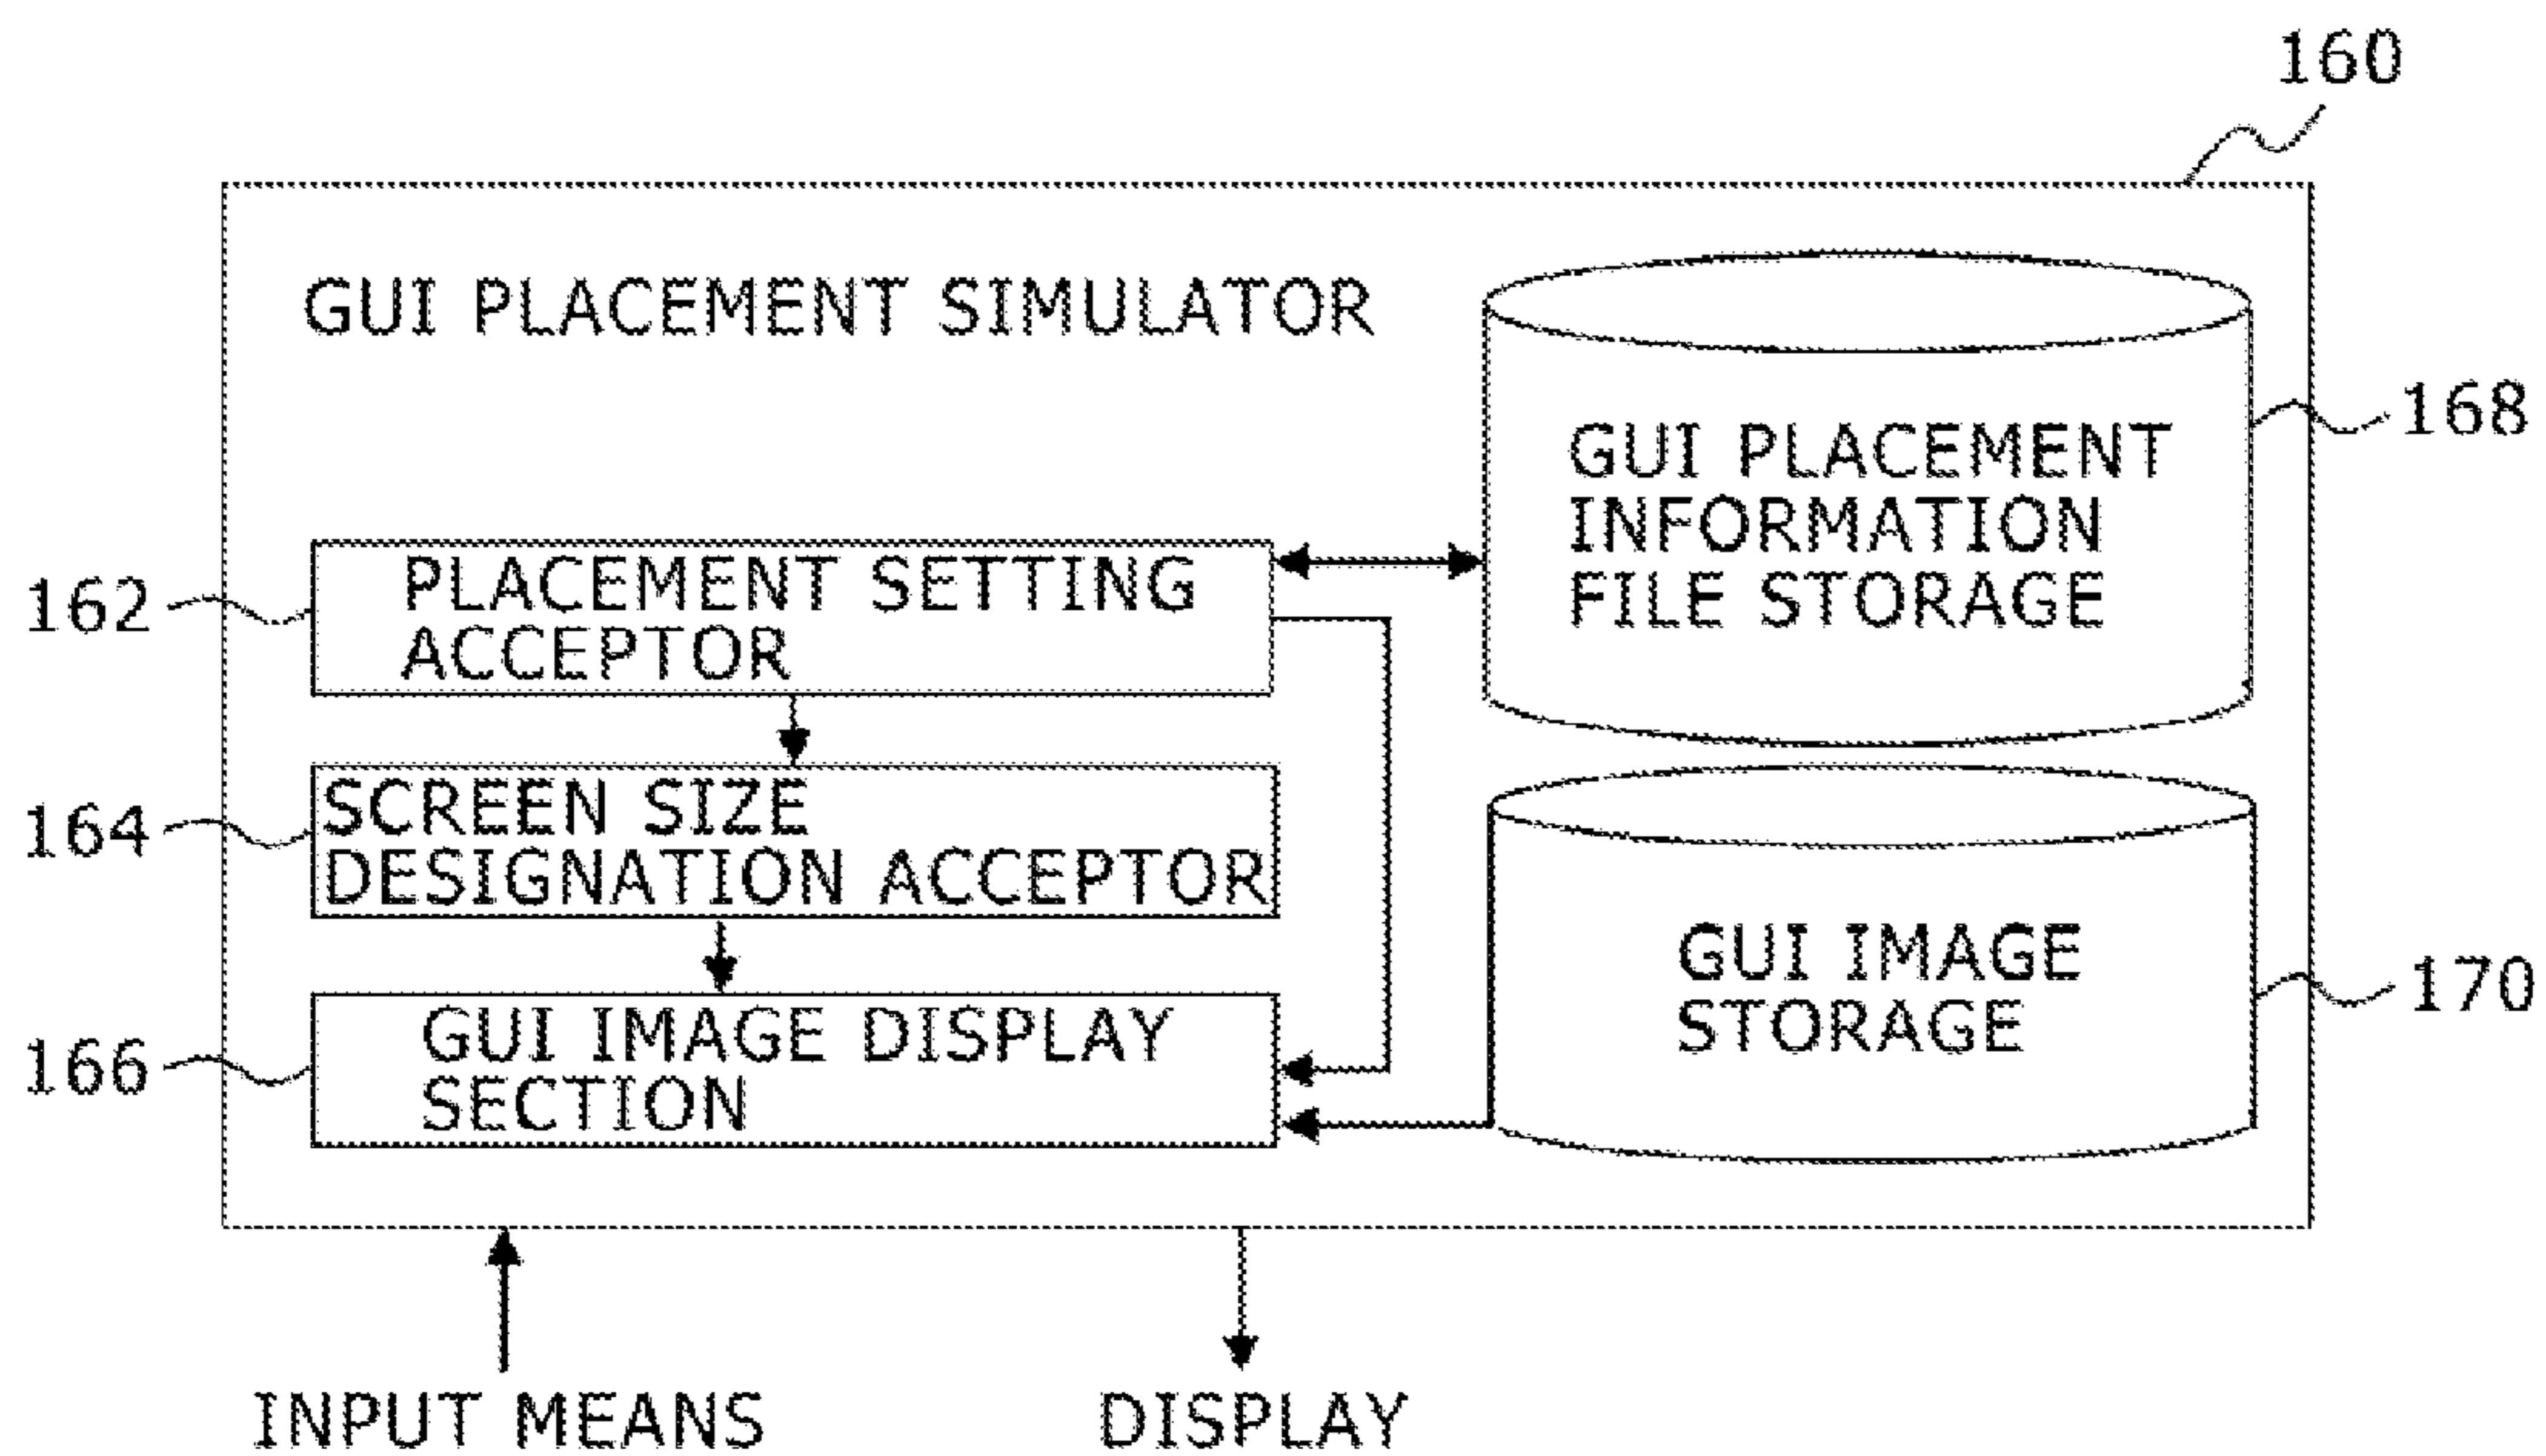 160
GUI PLACEMENT SIMULATOR
168
GUI PLACEMENT
INFORMATION
FILE STORAGE
162
PLACEMENT SETTING
ACCEPTOR
164
SCREEN SIZE
DESIGNATION ACCEPTOR
166
GUI IMAGE DISPLAY
SECTION
GUI IMAGE
STORAGE
170
INPUT MEANS
DISPLAY